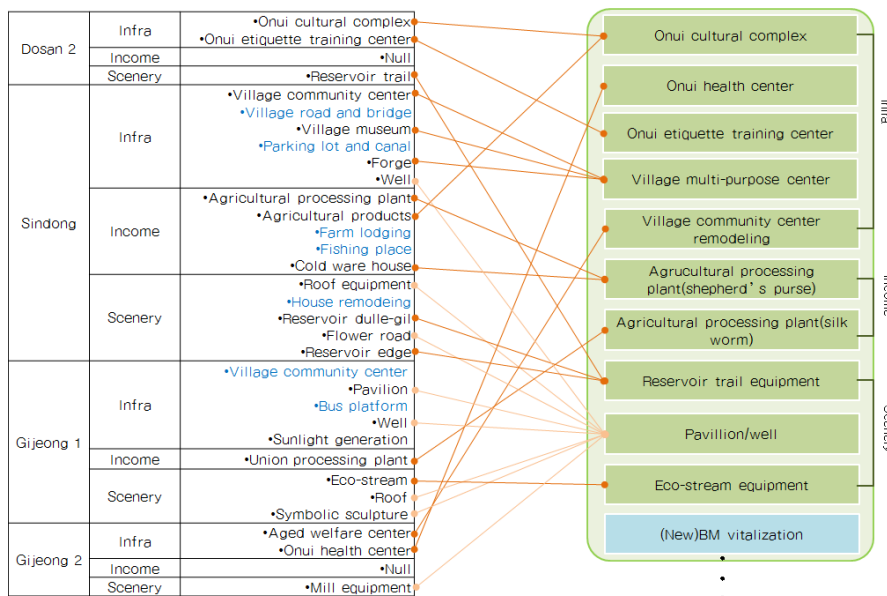 Dosan 2
Infra
•Onui cultural complex
•Onui etiquette training center
Income
•Null
Scenery
•Reservoir trail
Sindong
Infra
•Village community center
•Village road and bridge
•Village museum
•Parking lot and canal
•Forge
•Well
Income
•Agricultural processing plant
•Agricultural products
•Farm lodging
•Fishing place
•Cold ware house
Scenery
•Roof equipment
•House remodeing
•Reservoir dulle-gil
•Flower road
•Reservoir edge
Gijeong 1
Infra
•Village community center
•Pavilion
•Bus platform
•Well
•Sunlight generation
Income
•Union processing plant
Scenery
•Eco-stream
•Roof
•Symbolic sculpture
Gijeong 2
Infra
•Aged welfare center
•Onui health center
Income
•Null
Scenery
•Mill equipment
Onui cultural complex
Onui health center
Onui etiquette training center
Village multi-purpose center
Village community center
remodeling
Agrucultural processing
plant(shepherd's purse)
Agricultural processing plant(silk
worm)
Reservoir trail equipment
Pavillion/well
Eco-stream equipment
(New)BM vitalization
Infra
Income
Scenery